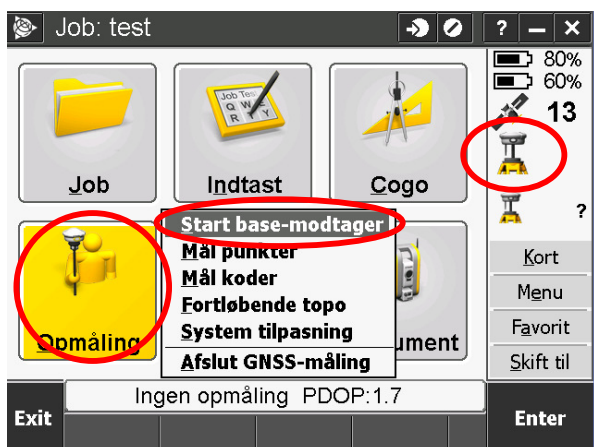 Job: test
? – ×
80%
60%
13
Job
Indtast
Cogo
?
Start base-modtager
Mål punkter
Mål koder
Fortløbende topo
System tilpasning
Afslut GNSS-måling
Opmåling
ument
Kort
Menu
Favorit
Skift til
Ingen opmåling PDOP:1.7
Exit
Enter